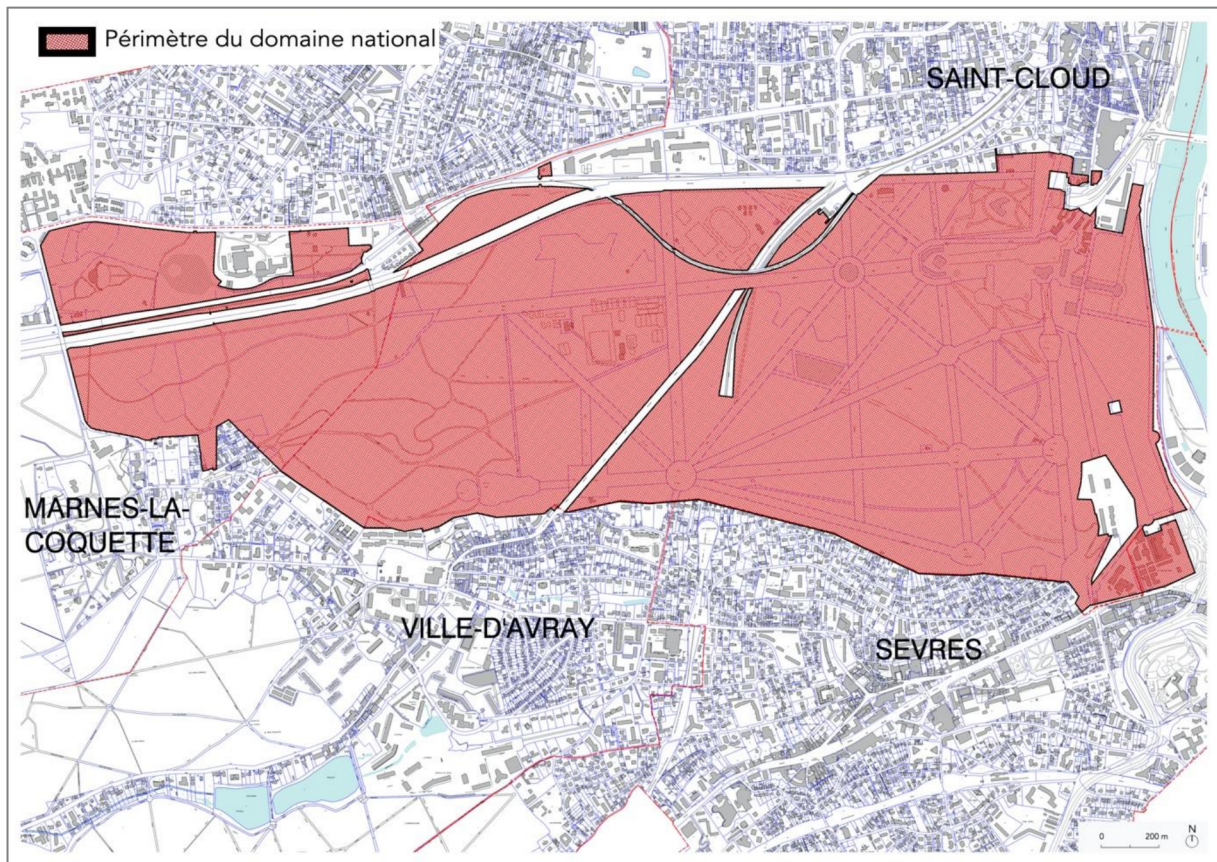 Périmètre du domaine national
SAINT-CLOUD
MARNES-LA-
COQUETTE
VILLE-D'AVRAY
SEVRES
N
0 200 m